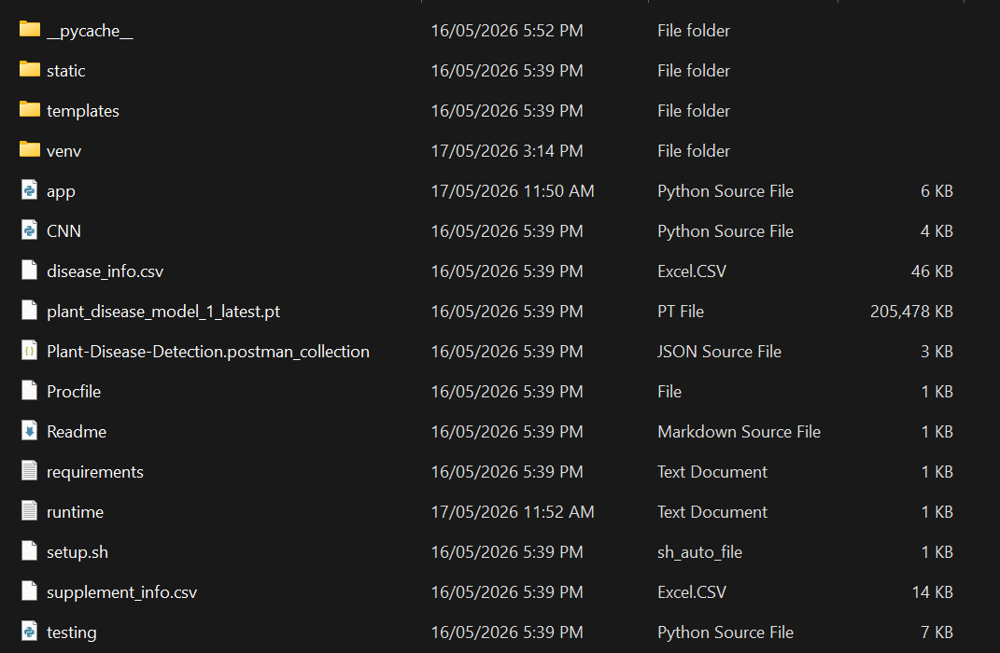 __pycache__ 16/05/2026 5:52 PM File folder
static 16/05/2026 5:39 PM File folder
templates 16/05/2026 5:39 PM File folder
venv 17/05/2026 3:14 PM File folder
app 17/05/2026 11:50 AM Python Source File 6 KB
CNN 16/05/2026 5:39 PM Python Source File 4 KB
disease_info.csv 16/05/2026 5:39 PM Excel.CSV 46 KB
plant_disease_model_1_latest.pt 16/05/2026 5:39 PM PT File 205,478 KB
Plant-Disease-Detection.postman_collection 16/05/2026 5:39 PM JSON Source File 3 KB
Procfile 16/05/2026 5:39 PM File 1 KB
Readme 16/05/2026 5:39 PM Markdown Source File 1 KB
requirements 16/05/2026 5:39 PM Text Document 1 KB
runtime 17/05/2026 11:52 AM Text Document 1 KB
setup.sh 16/05/2026 5:39 PM sh_auto_file 1 KB
supplement_info.csv 16/05/2026 5:39 PM Excel.CSV 14 KB
testing 16/05/2026 5:39 PM Python Source File 7 KB